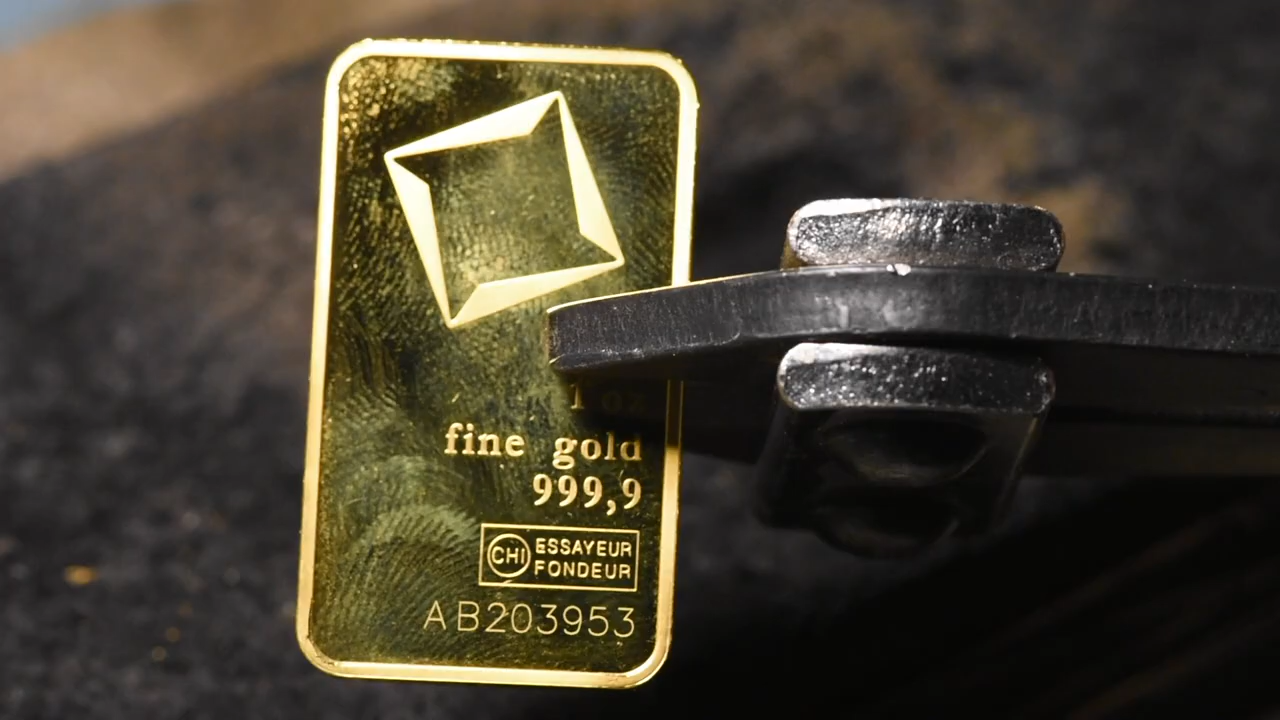 1 oz
fine gold
999,9
CHI ESSAYEUR
FONDEUR
AB203953